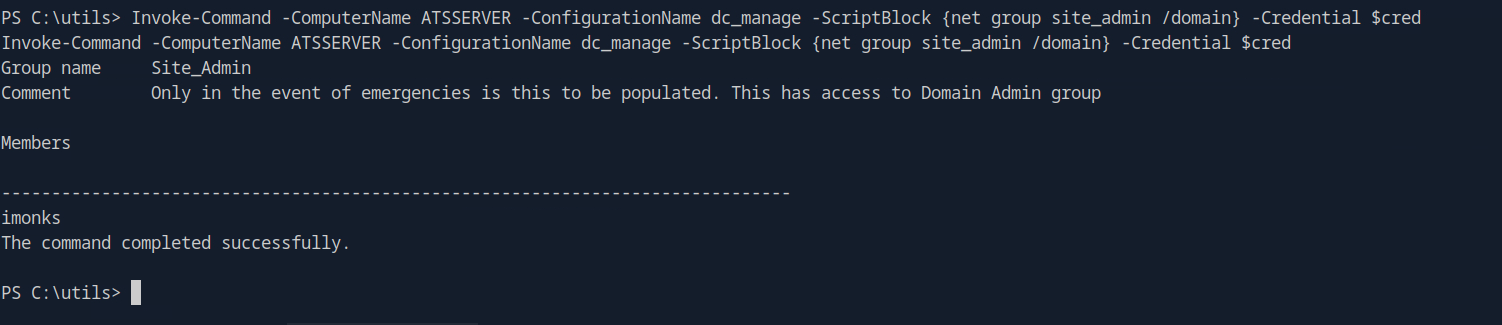 PS C:\utils> Invoke-Command -ComputerName ATSSERVER -ConfigurationName dc_manage -ScriptBlock {net group site_admin /domain} -Credential $cred
Invoke-Command -ComputerName ATSSERVER -ConfigurationName dc_manage -ScriptBlock {net group site_admin /domain} -Credential $cred
Group name     Site_Admin
Comment        Only in the event of emergencies is this to be populated. This has access to Domain Admin group
Members
-------------------------------------------------------------------------------
imonks
The command completed successfully.
PS C:\utils>